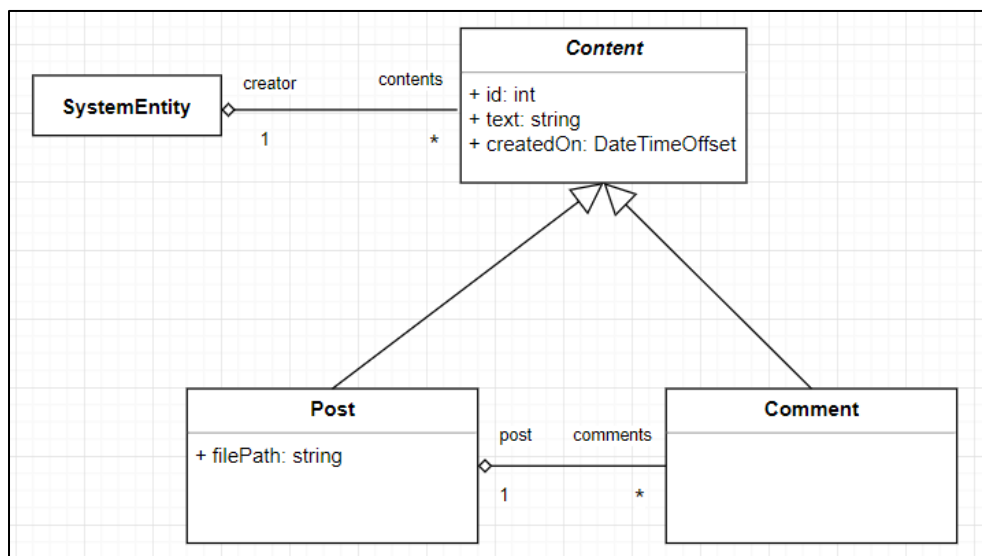 Content
+ id: int
+ text: string
+ createdOn: DateTimeOffset
SystemEntity
creator
contents
1
*
Post
+ filePath: string
post
comments
1
*
Comment